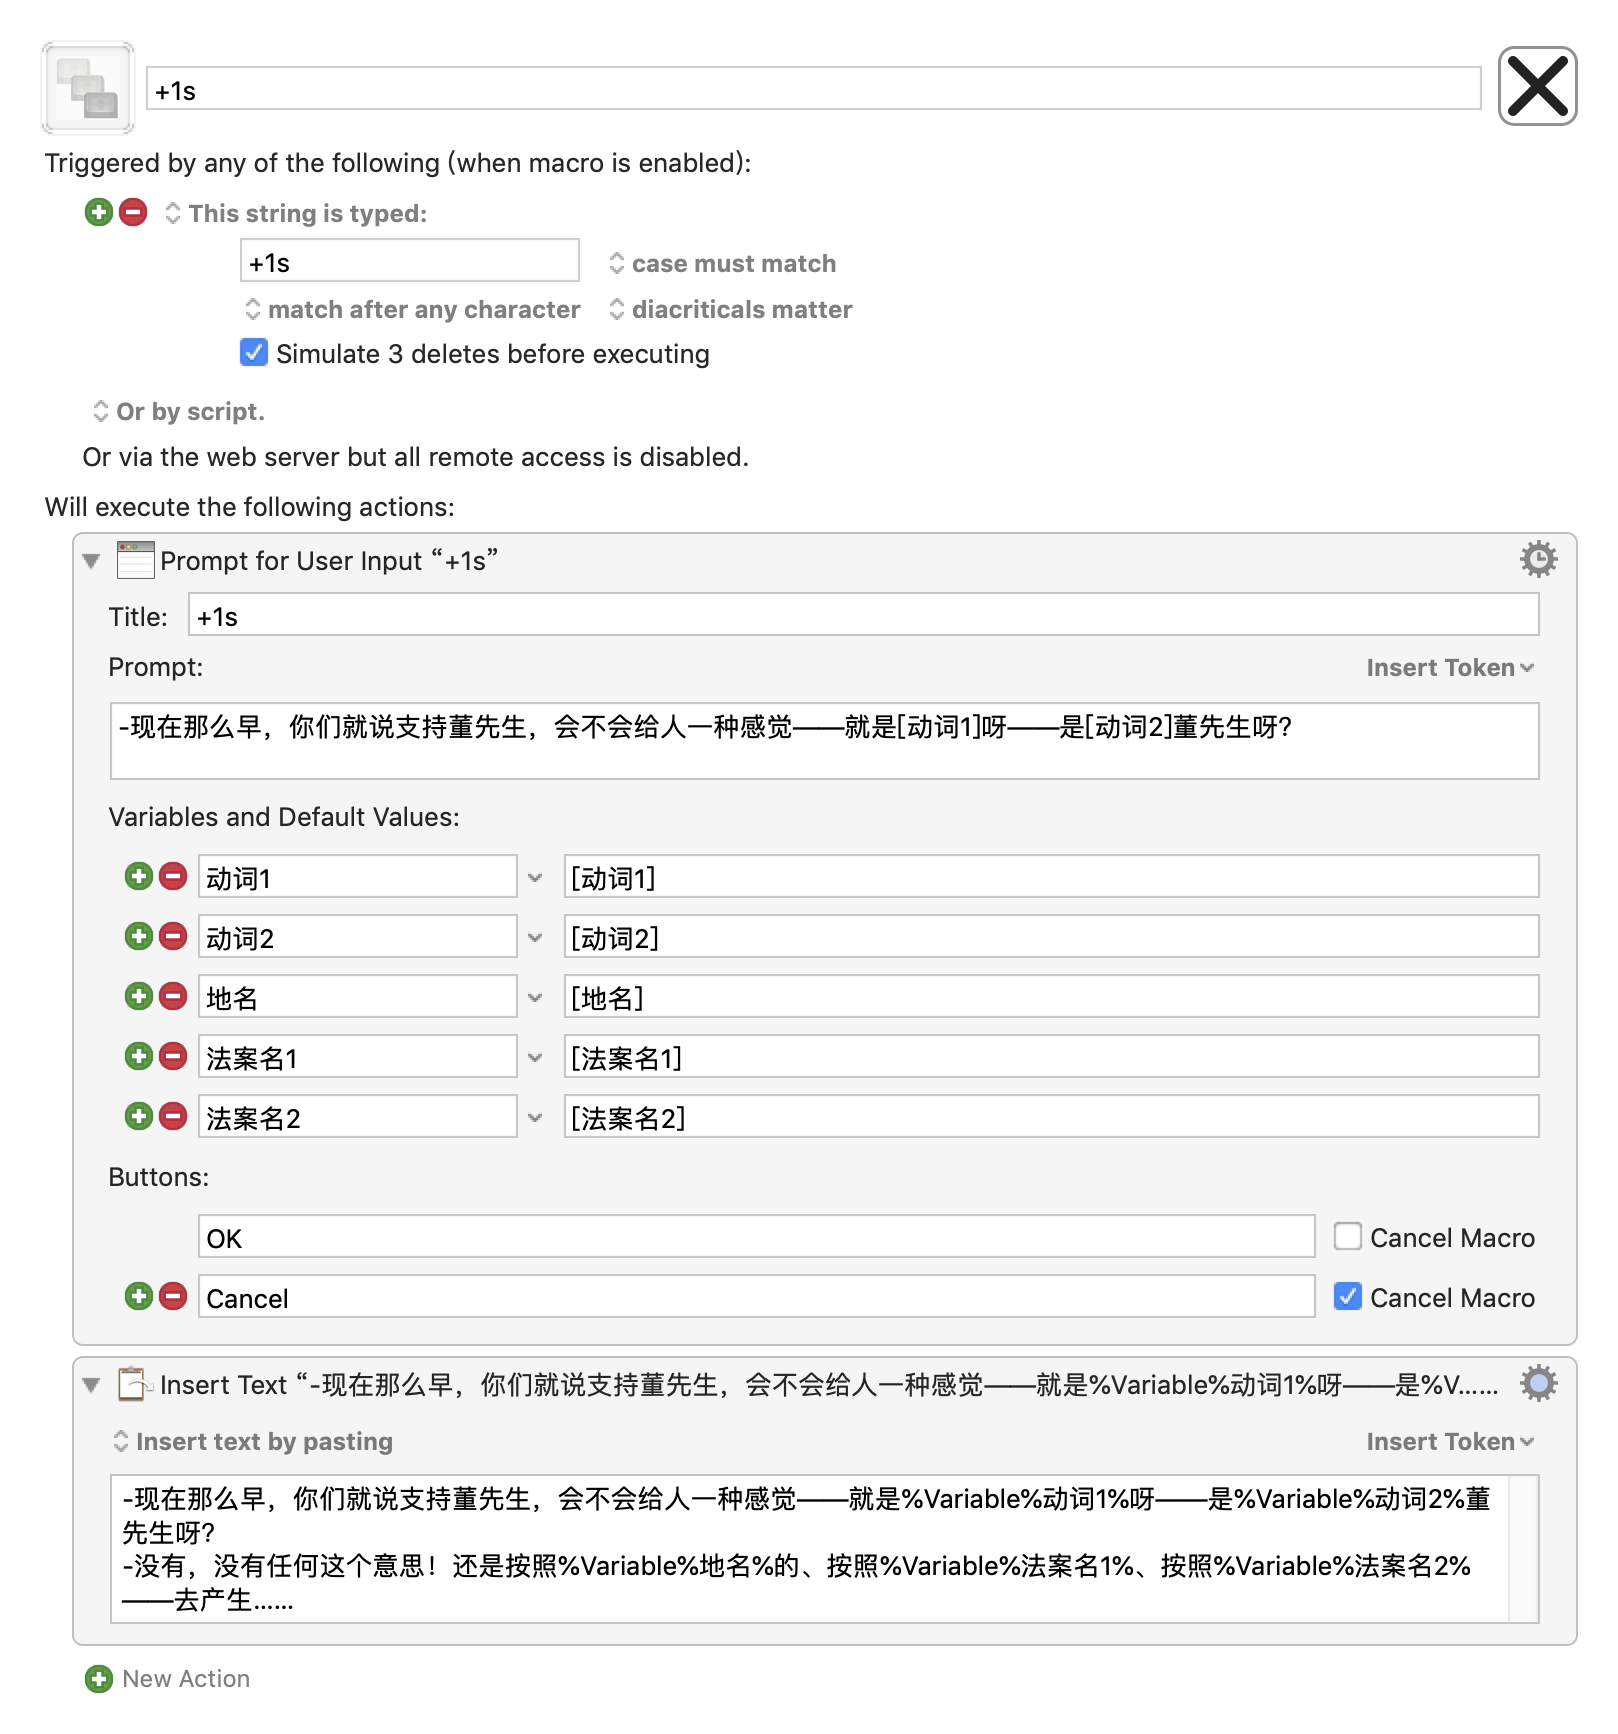 +1s
Triggered by any of the following (when macro is enabled):
This string is typed:
+1s
case must match
match after any character
diacriticals matter
Simulate 3 deletes before executing
Or by script.
Or via the web server but all remote access is disabled.
Will execute the following actions:
Prompt for User Input “+1s”
Title:
+1s
Prompt:
Insert Token
-现在那么早，你们就说支持董先生，会不会给人一种感觉——就是[动词1]呀——是[动词2]董先生呀?
Variables and Default Values:
动词1
[动词1]
动词2
[动词2]
地名
[地名]
法案名1
[法案名1]
法案名2
[法案名2]
Buttons:
OK
Cancel Macro
Cancel
Cancel Macro
Insert Text “-现在那么早，你们就说支持董先生，会不会给人一种感觉——就是%Variable%动词1%呀——是%V……
Insert text by pasting
Insert Token
-现在那么早，你们就说支持董先生，会不会给人一种感觉——就是%Variable%动词1%呀——是%Variable%动词2%董
先生呀?
-没有，没有任何这个意思！还是按照%Variable%地名%的、按照%Variable%法案名1%、按照%Variable%法案名2%
——去产生……
New Action